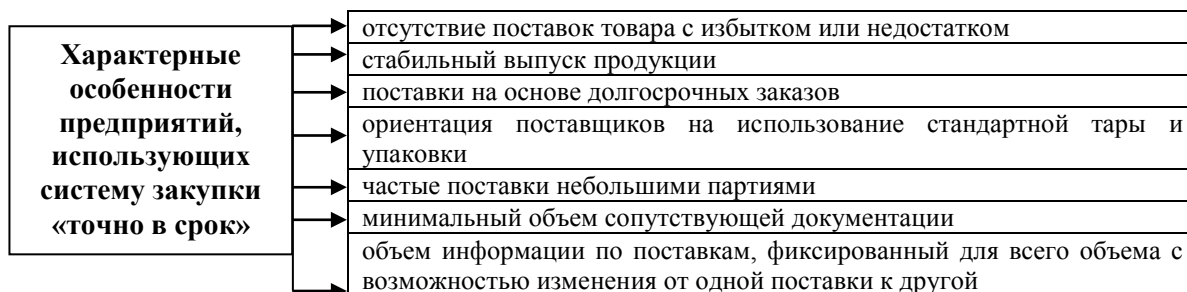 Характерные
особенности
предприятий,
использующих
систему закупки
«точно в срок»
отсутствие поставок товара с избытком или недостатком
стабильный выпуск продукции
поставки на основе долгосрочных заказов
ориентация поставщиков на использование стандартной тары и
упаковки
частые поставки небольшими партиями
минимальный объем сопутствующей документации
объем информации по поставкам, фиксированный для всего объема с
возможностью изменения от одной поставки к другой